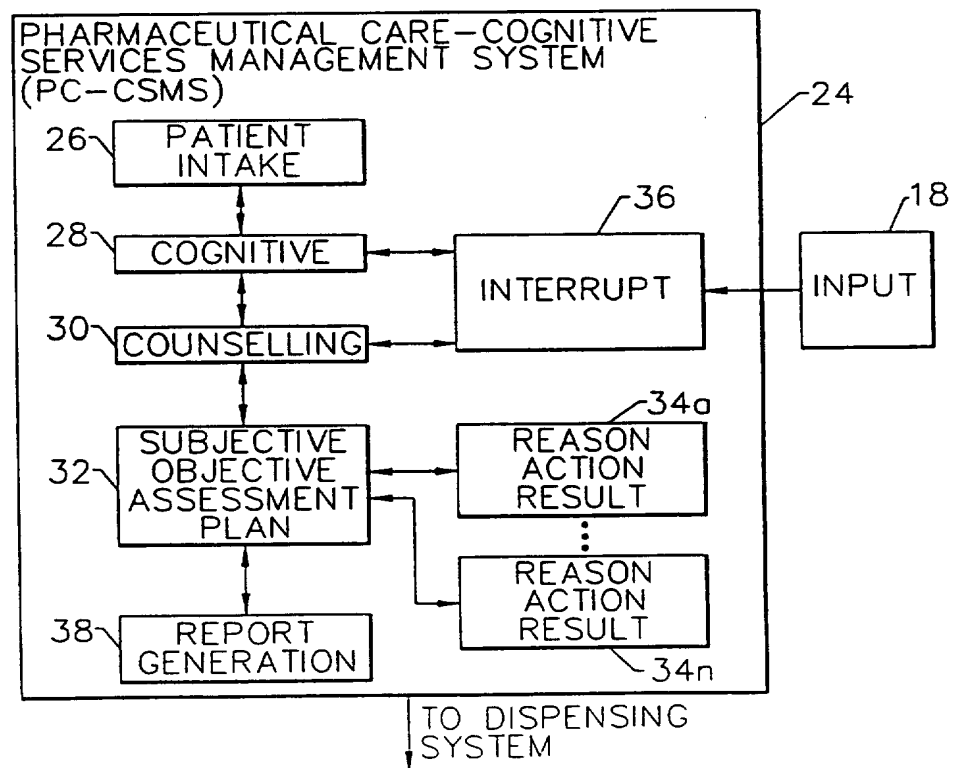 PHARMACEUTICAL CARE-COGNITIVE
SERVICES MANAGEMENT SYSTEM
(PC-CSMS)
24
26
PATIENT
INTAKE
36
18
28
COGNITIVE
INTERRUPT
INPUT
30
COUNSELLING
34a
32
SUBJECTIVE
OBJECTIVE
ASSESSMENT
PLAN
REASON
ACTION
RESULT
REASON
ACTION
RESULT
34n
38
REPORT
GENERATION
TO DISPENSING
SYSTEM